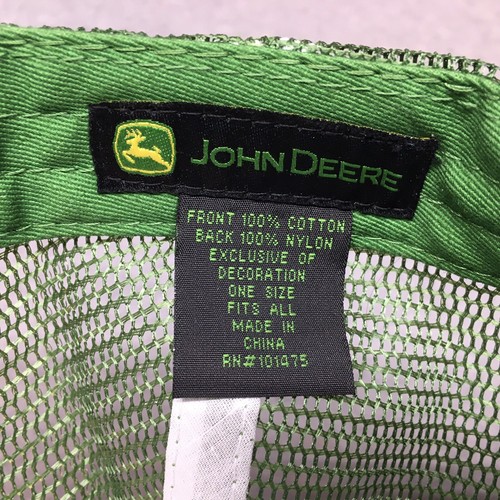 JOHN DEERE
FRONT 100% COTTON
BACK 100% NYLON
EXCLUSIVE OF
DECORATION
ONE SIZE
FITS ALL
MADE IN
CHINA
RN#101475